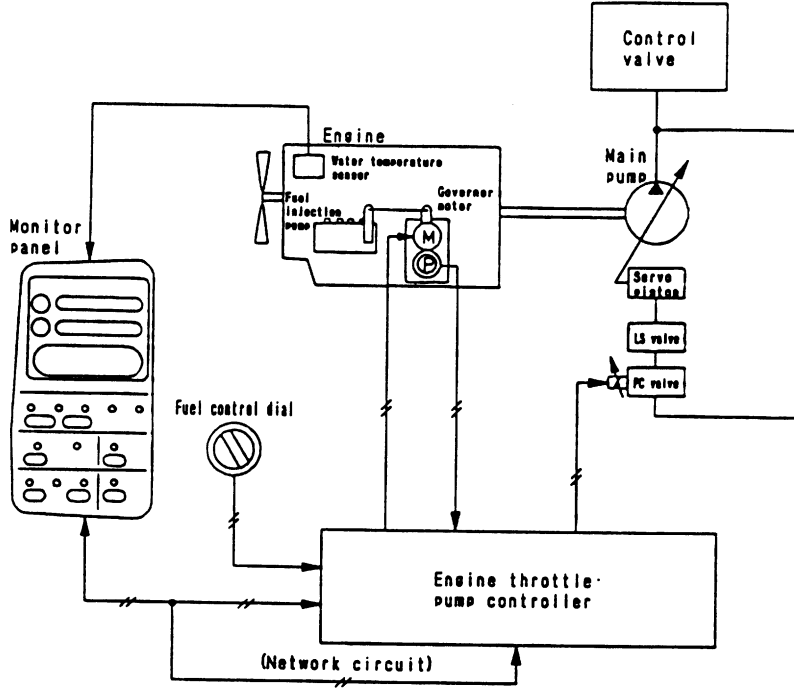 Control
valve
Engine
Water temperature
sensor
Main
pump
Fuel
injection
pump
Governor
motor
Monitor
panel
M
P
Servo
piston
LS valve
PC valve
Fuel control dial
Engine throttle·
pump controller
(Network circuit)